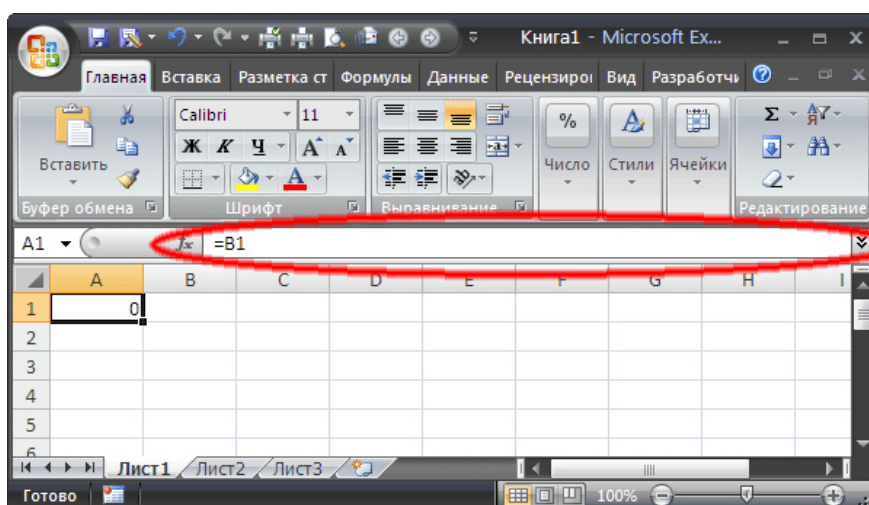 Книга1 - Microsoft Ex...
Главная Вставка Разметка ст Формулы Данные Рецензиро Вид Разработч
Calibri 11
Вставить Ж К Ч А А % Число Стили Ячейки Σ А Я
Буфер обмена Шрифт Выравнивание Редактирование
A1 fx =B1
A B C D E F G H I
1 0
2
3
4
5
6
Лист1 Лист2 Лист3
Готово 100%